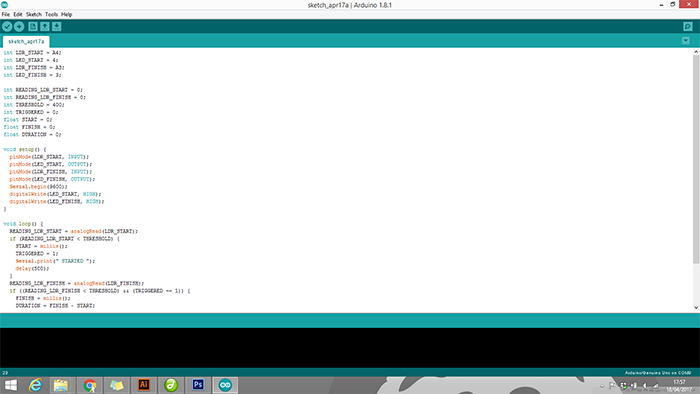 sketch_apr17a | Arduino 1.8.1
File Edit Sketch Tools Help
sketch_apr17a
int LDR_START = A4;
int LED_START = 4;
int LDR_FINISH = A3;
int LED_FINISH = 3;
int READING_LDR_START = 0;
int READING_LDR_FINISH = 0;
int THRESHOLD = 400;
int TRIGGERED = 0;
float START = 0;
float FINISH = 0;
float DURATION = 0;
void setup() {
pinMode(LDR_START, INPUT);
pinMode(LED_START, OUTPUT);
pinMode(LDR_FINISH, INPUT);
pinMode(LED_FINISH, OUTPUT);
Serial.begin(9600);
digitalWrite(LED_START, HIGH);
digitalWrite(LED_FINISH, HIGH);
}
void loop() {
READING_LDR_START = analogRead(LDR_START);
if (READING_LDR_START < THRESHOLD) {
START = millis();
TRIGGERED = 1;
Serial.print(" STARTED ");
delay(500);
}
READING_LDR_FINISH = analogRead(LDR_FINISH);
if ((READING_LDR_FINISH < THRESHOLD) && (TRIGGERED == 1)) {
FINISH = millis();
DURATION = FINISH - START;
23
Arduino/Genuino Uno on COM9
Ai
Ps
17:57
18/04/2017